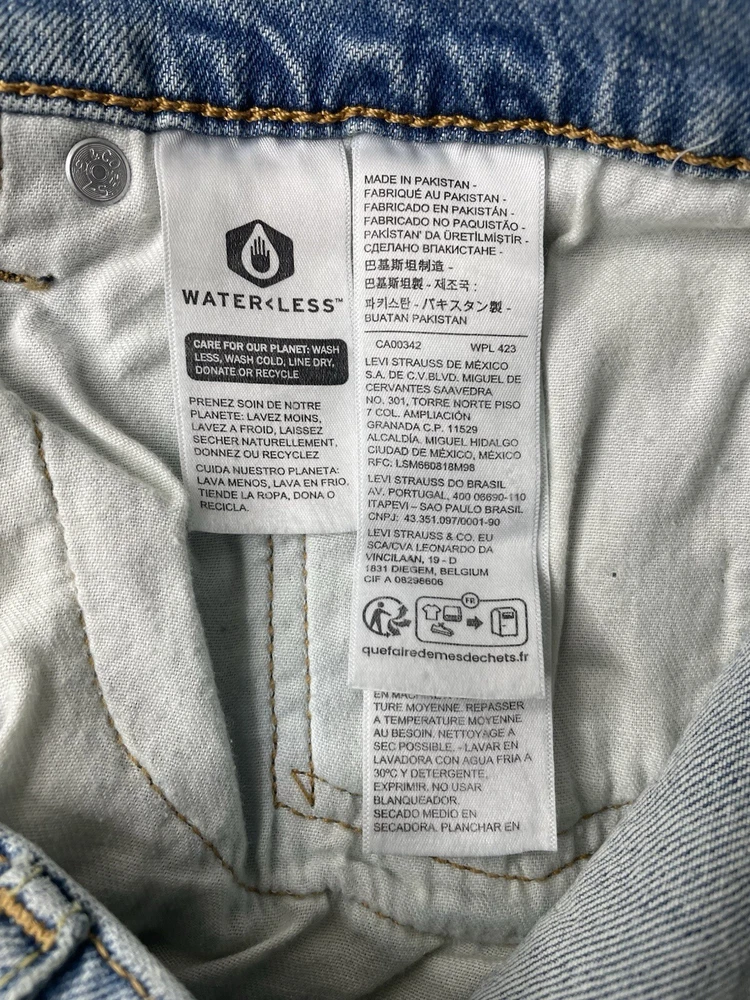 WATER<LESS™
CARE FOR OUR PLANET: WASH
LESS, WASH COLD, LINE DRY,
DONATE OR RECYCLE
PRENEZ SOIN DE NOTRE
PLANETE: LAVEZ MOINS,
LAVEZ A FROID, LAISSEZ
SECHER NATURELLEMENT.
DONNEZ OU RECYCLEZ
CUIDA NUESTRO PLANETA:
LAVA MENOS, LAVA EN FRIO.
TIENDE LA ROPA, DONA O
RECICLA.
MADE IN PAKISTAN -
FABRIQUÉ AU PAKISTAN -
FABRICADO EN PAKISTÁN -
FABRICADO NO PAQUISTÃO -
PAKİSTAN' DA ÜRETİLMİŞTİR -
СДЕЛАНО ВПАКИСТАНЕ -
巴基斯坦制造 -
巴基斯坦製 - 제조국 :
파키스탄 - パキスタン製 -
BUATAN PAKISTAN
CA00342 WPL 423
LEVI STRAUSS DE MÉXICO
S.A. DE C.V.BLVD. MIGUEL DE
CERVANTES SAAVEDRA
NO. 301, TORRE NORTE PISO
7 COL. AMPLIACIÓN
GRANADA C.P. 11529
ALCALDÍA. MIGUEL HIDALGO
CIUDAD DE MÉXICO, MÉXICO
RFC: LSM660818M98
LEVI STRAUSS DO BRASIL
AV. PORTUGAL, 400 06690-110
ITAPEVI – SAO PAULO BRASIL
CNPJ: 43.351.097/0001-90
LEVI STRAUSS & CO. EU
SCA/CVA LEONARDO DA
VINCILAAN, 19 - D
1831 DIEGEM, BELGIUM
CIF A 08298606
FR
quefairedemesdechets.fr
EN
TURE MOYENNE. REPASSER
A TEMPERATURE MOYENNE
AU BESOIN. NETTOYAGE A
SEC POSSIBLE. - LAVAR EN
LAVADORA CON AGUA FRIA A
30ºC Y DETERGENTE,
EXPRIMIR. NO USAR
BLANQUEADOR.
SECADO MEDIO EN
SECADORA. PLANCHAR EN